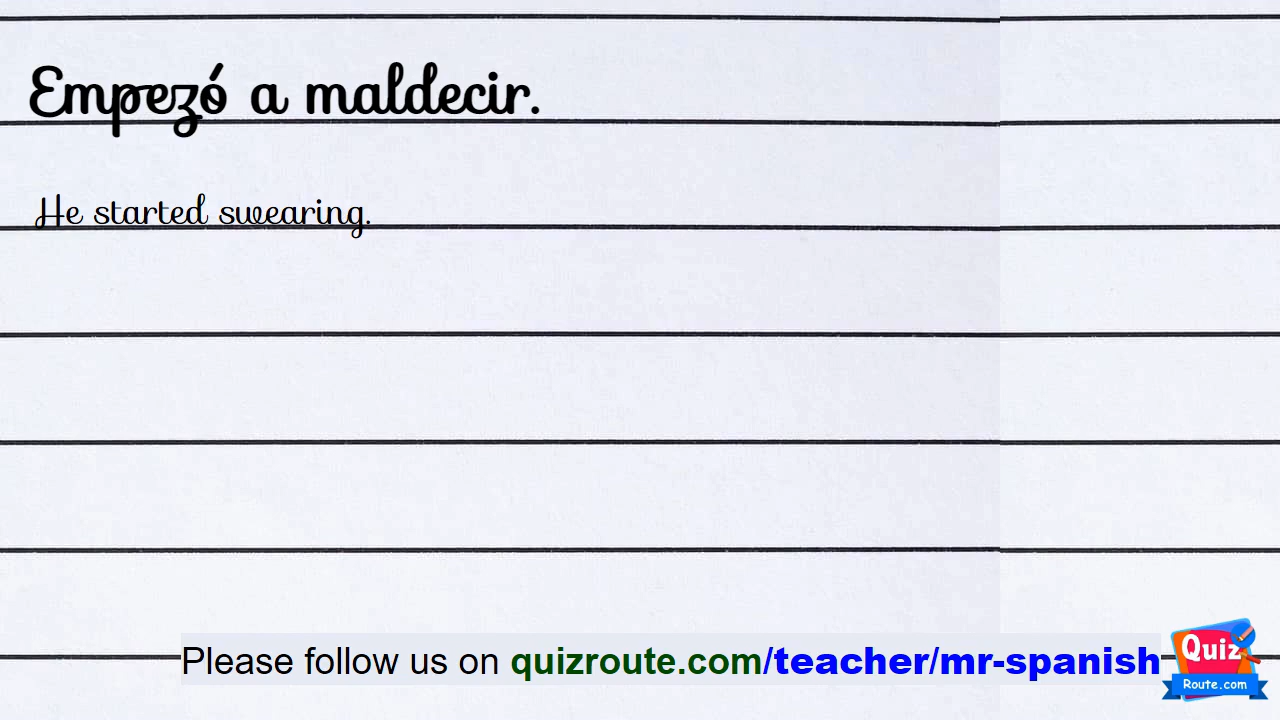 Empezó a maldecir.
He started swearing.
Please follow us on quizroute.com/teacher/mr-spanish
Quiz
Route.com